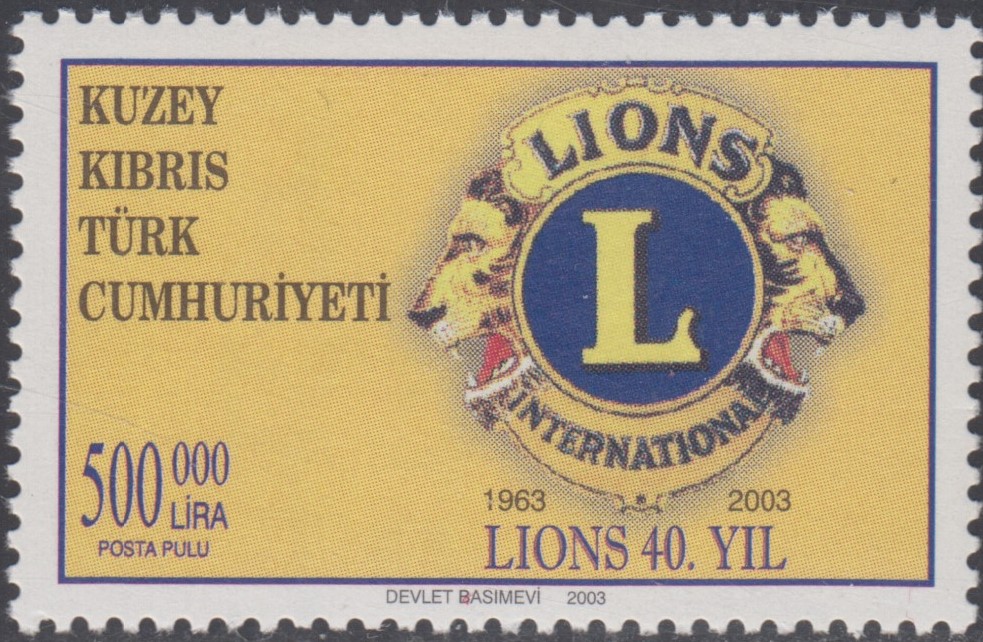 KUZEY
KIBRIS
TÜRK
CUMHURİYETİ
LIONS
L
INTERNATIONAL
500 000
LİRA
POSTA PULU
1963 2003
LIONS 40. YIL
DEVLET BASIMEVİ 2003